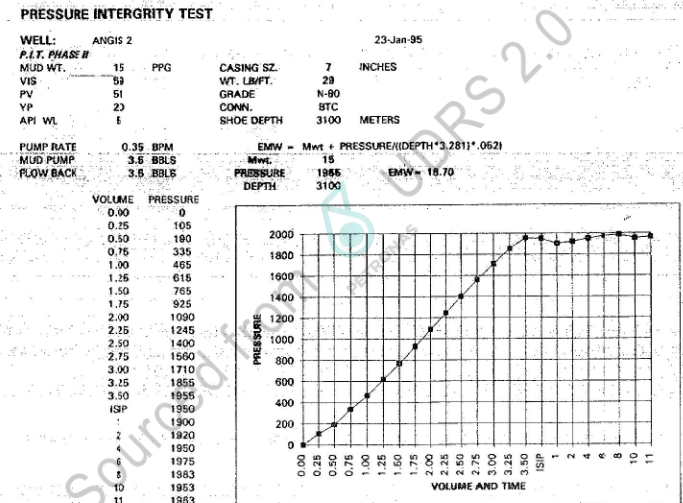 PRESSURE INTERGRITY TEST
WELL: ANGIS 2 23-Jan-95
P.I.T. PHASE II
MUD WT. 15 PPG CASING SZ. 7 INCHES
VIS 59 WT. LB/FT. 29
PV 51 GRADE N-80
YP CONN. BTC
API WL SHOE DEPTH 3100 METERS
PUMP RATE 0.35 BPM EMW = Mwt + PRESSURE/((DEPTH*3.281)*.052)
MUD PUMP 3.5 BBLS Mwt. 15
FLOW BACK 3.5 BBLS PRESSURE 1955 EMW= 18.70
DEPTH 3100
VOLUME PRESSURE
0.00 0
0.25 105
0.50 190
0.75 335
1.00 465
1.25 615
1.50 765
1.75 925
2.00 1090
2.25 1245
2.50 1400
2.75 1560
3.00 1710
3.25 1855
3.50 1955
ISIP 1950
1900
2 1920
4 1950
6 1975
8 1983
10 1953
11 1963
PRESSURE
2000
1800
1600
1400
1200
1000
800
600
400
200
0
0.00 0.25 0.50 0.75 1.00 1.25 1.50 1.75 2.00 2.25 2.50 2.75 3.00 3.25 3.50 ISIP 1 2 4 6 8 10 11
VOLUME AND TIME
Sourced from PETRONAS UDRS 2.0